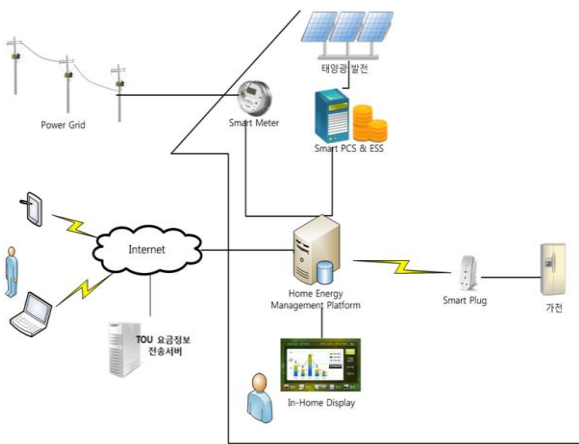 태양광 발전
Power Grid
Smart Meter
Smart PCS & ESS
Internet
Home Energy
Management Platform
Smart Plug
가전
TOU 요금정보
전송서버
In-Home Display